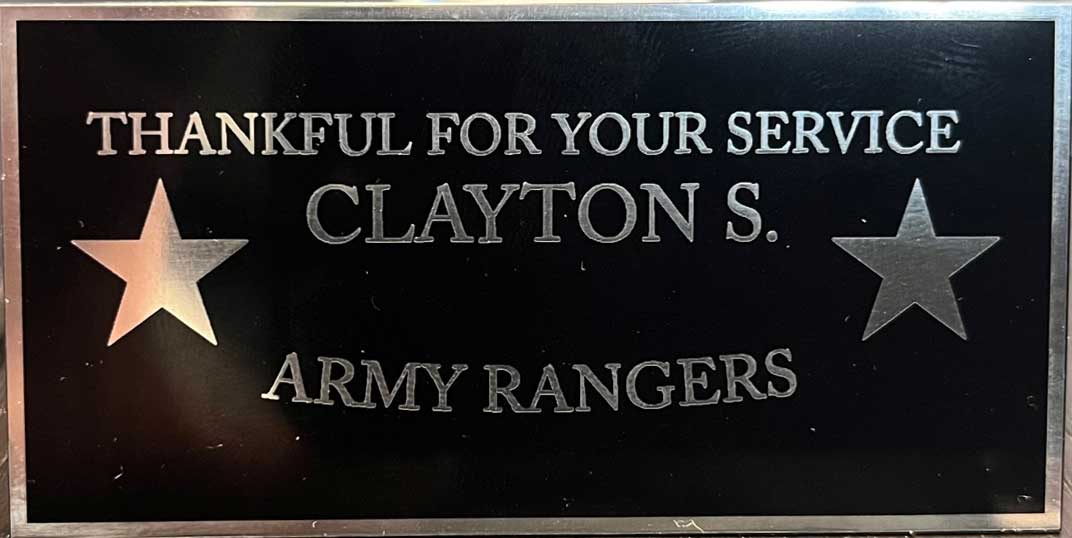 THANKFUL FOR YOUR SERVICE
CLAYTON S.
ARMY RANGERS